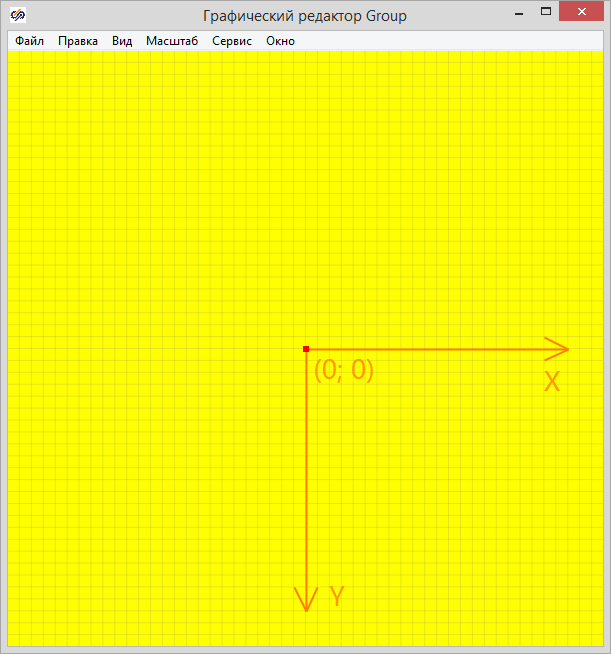 Графический редактор Group
Файл Правка Вид Масштаб Сервис Окно
(0; 0)
X
Y